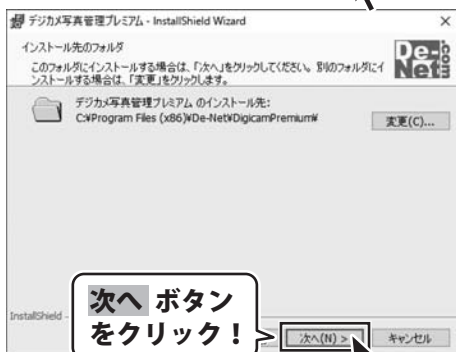 デジカメ写真管理プレミアム - InstallShield Wizard
インストール先のフォルダ
このフォルダにインストールする場合は、「次へ」をクリックしてください。別のフォルダにイ
ンストールする場合は、「変更」をクリックします。
De-Net
デジカメ写真管理プレミアム のインストール先:
C:¥Program Files (x86)¥De-Net¥DigicamPremium¥
変更(C)...
InstallShield
次へ ボタン
をクリック!
次へ(N) >
キャンセル